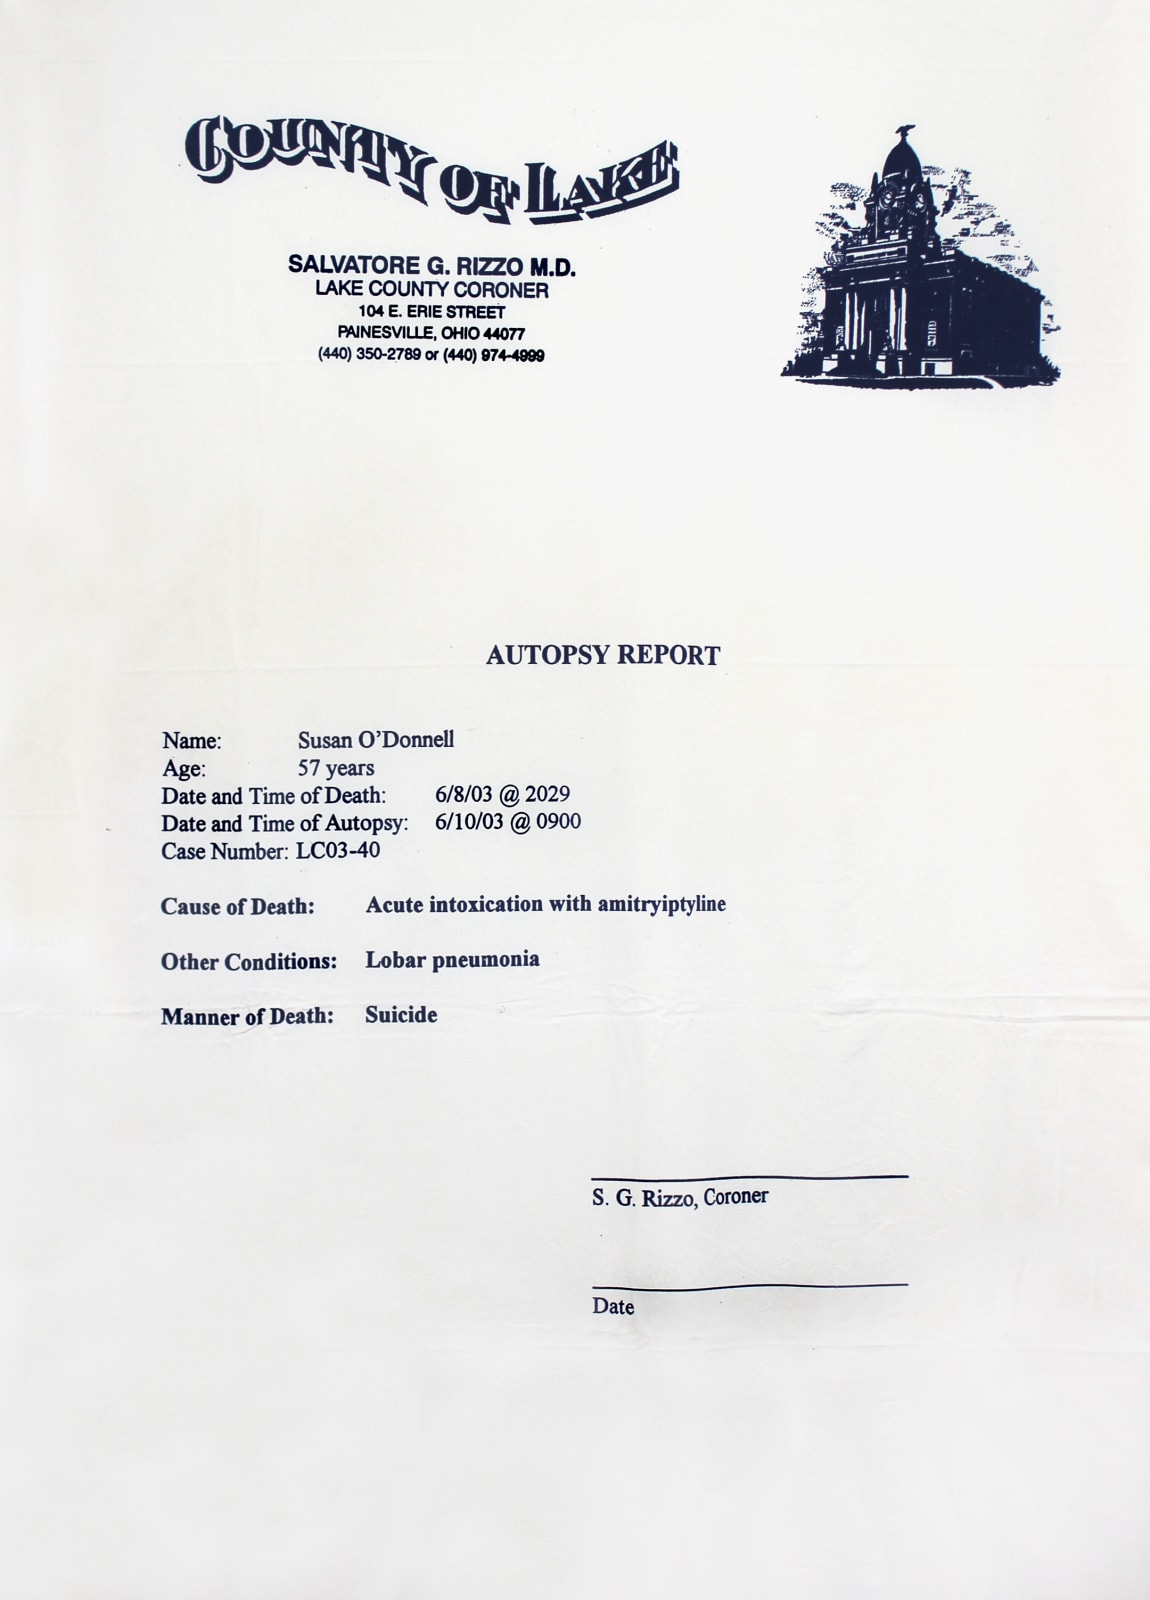 COUNTY OF LAKE
SALVATORE G. RIZZO M.D.
LAKE COUNTY CORONER
104 E. ERIE STREET
PAINESVILLE, OHIO 44077
(440) 350-2789 or (440) 974-4999
AUTOPSY REPORT
Name: Susan O’Donnell
Age: 57 years
Date and Time of Death: 6/8/03 @ 2029
Date and Time of Autopsy: 6/10/03 @ 0900
Case Number: LC03-40
Cause of Death: Acute intoxication with amitryiptyline
Other Conditions: Lobar pneumonia
Manner of Death: Suicide
S. G. Rizzo, Coroner
Date